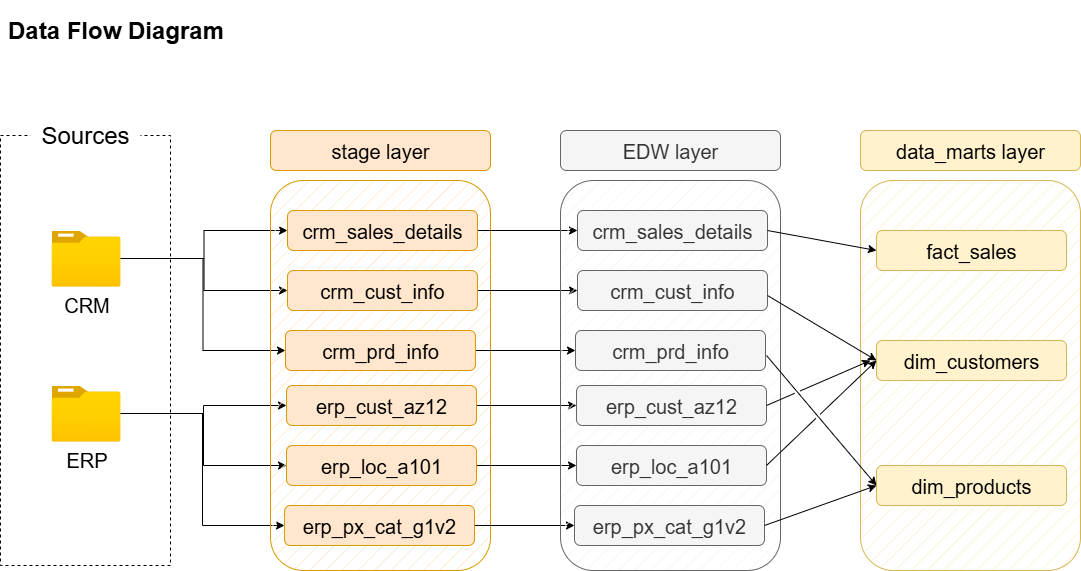 Data Flow Diagram
Sources
CRM
ERP
stage layer
crm_sales_details
crm_cust_info
crm_prd_info
erp_cust_az12
erp_loc_a101
erp_px_cat_g1v2
EDW layer
crm_sales_details
crm_cust_info
crm_prd_info
erp_cust_az12
erp_loc_a101
erp_px_cat_g1v2
data_marts layer
fact_sales
dim_customers
dim_products